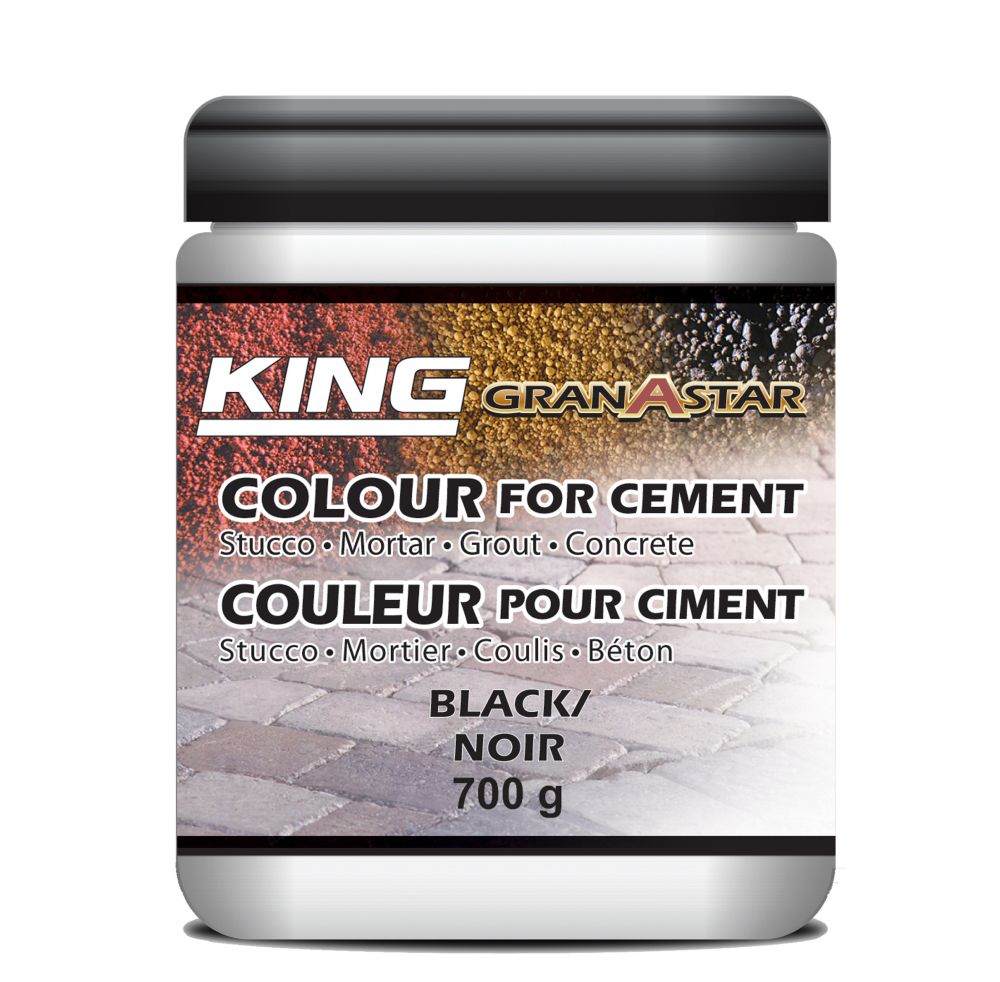 KING GRANASTAR
COLOUR FOR CEMENT
Stucco • Mortar • Grout • Concrete
COULEUR POUR CIMENT
Stucco • Mortier • Coulis • Béton
BLACK/
NOIR
700 g